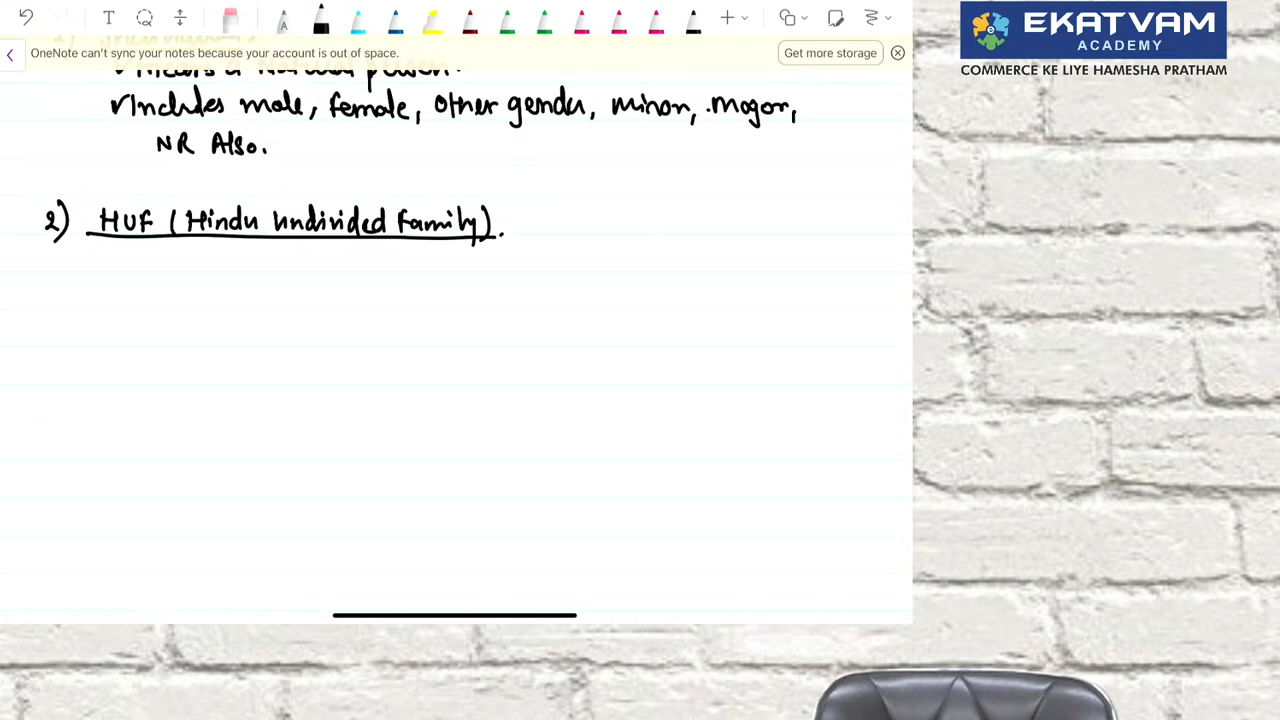 OneNote can't sync your notes because your account is out of space.
Get more storage
EKATVAM
ACADEMY
COMMERCE KE LIYE HAMESHA PRATHAM
Includes male, female, other gender, minor, major,
NR Also.
2) HUF (Hindu Undivided Family).